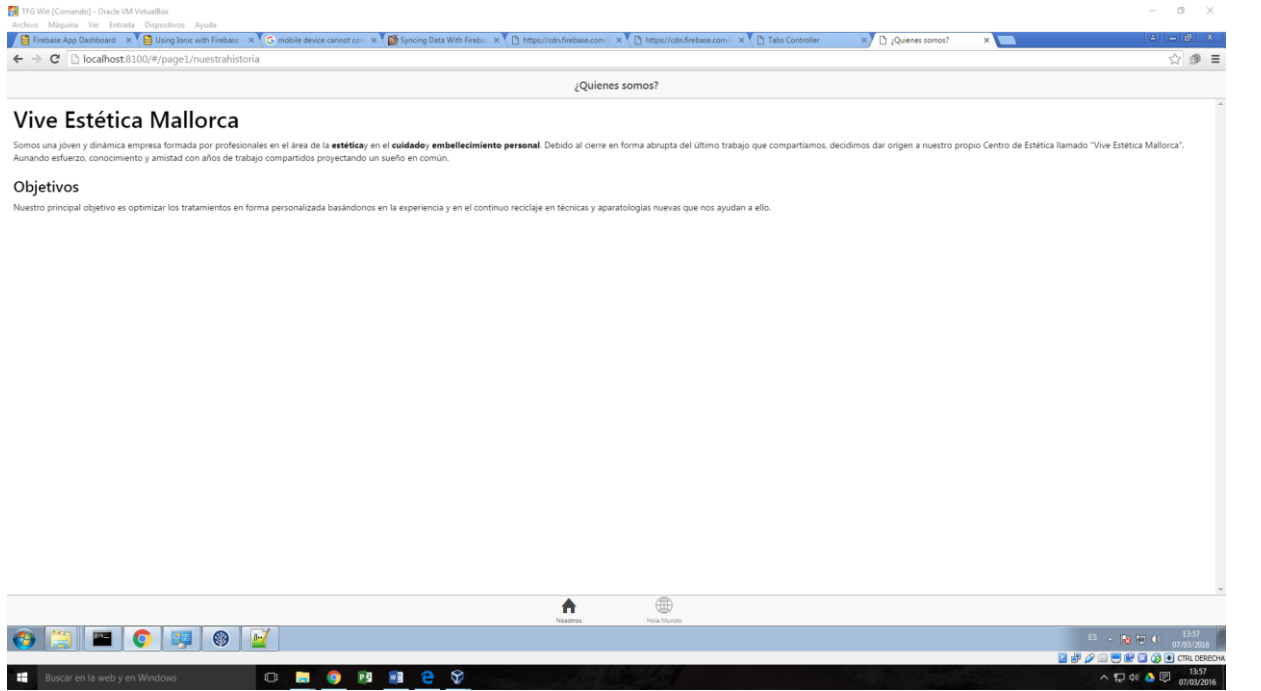 TFG Win [Corriendo] - Oracle VM VirtualBox
Archivo Máquina Ver Entrada Dispositivos Ayuda
Firebase App Dashboard
Using Ionic with Firebase
mobile device cannot con
Syncing Data With Fireba
https://cdn.firebase.com/j
https://cdn.firebase.com/l
Tabs Controller
¿Quienes somos?
localhost:8100/#/page1/nuestrahistoria
¿Quienes somos?
Vive Estética Mallorca
Somos una jóven y dinámica empresa formada por profesionales en el área de la estéticay en el cuidadoy embellecimiento personal. Debido al cierre en forma abrupta del último trabajo que compartíamos, decidimos dar origen a nuestro propio Centro de Estética llamado "Vive Estética Mallorca".
Aunando esfuerzo, conocimiento y amistad con años de trabajo compartidos proyectando un sueño en común.
Objetivos
Nuestro principal objetivo es optimizar los tratamientos en forma personalizada basándonos en la experiencia y en el continuo reciclaje en técnicas y aparatologías nuevas que nos ayudan a ello.
Nosotros
Hola Mundo
ES
13:57
07/03/2016
CTRL DERECHA
Buscar en la web y en Windows
13:57
07/03/2016